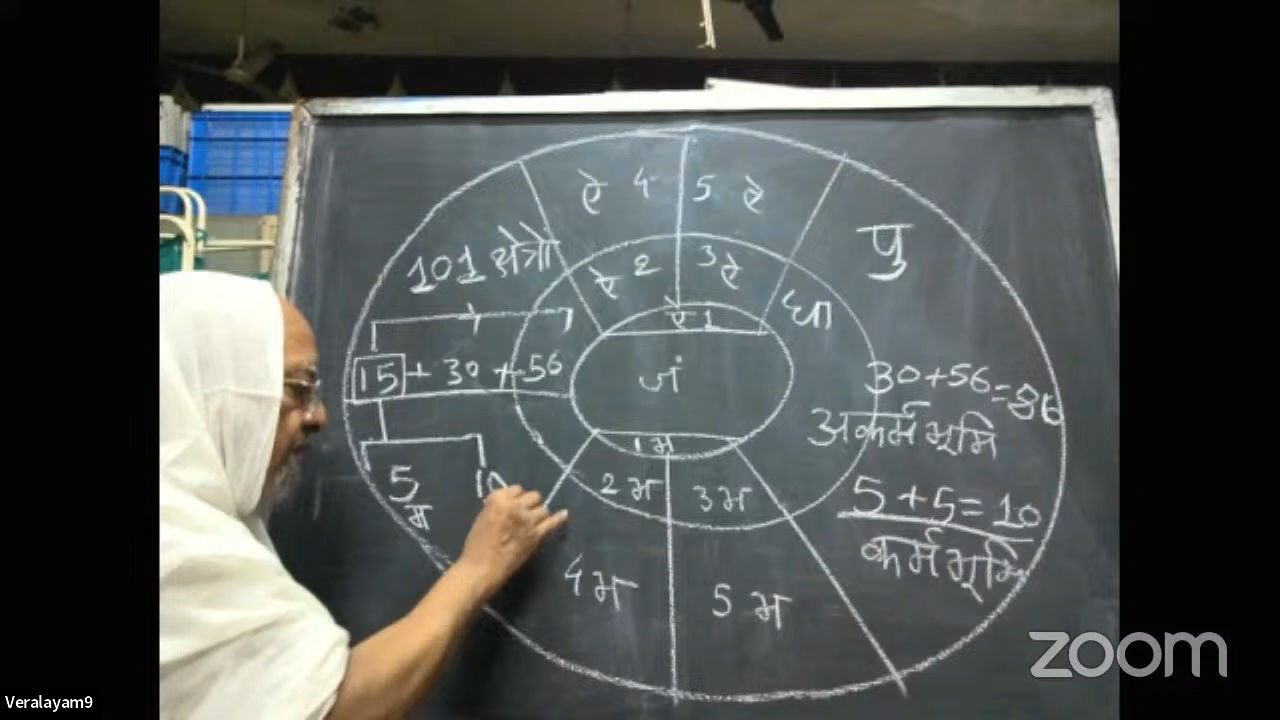 ऐ 4
5 ऐ
पु
101 क्षेत्रो
ऐ 2
3 ऐ
ऐ 1
धा
15 + 30 + 56
जं
30+56=86
अकर्मभूमि
1 भ
2 भ
3 भ
5
म
10
5+5=10
कर्मभूमि
4 भ
5 भ
zoom
Veralayam9